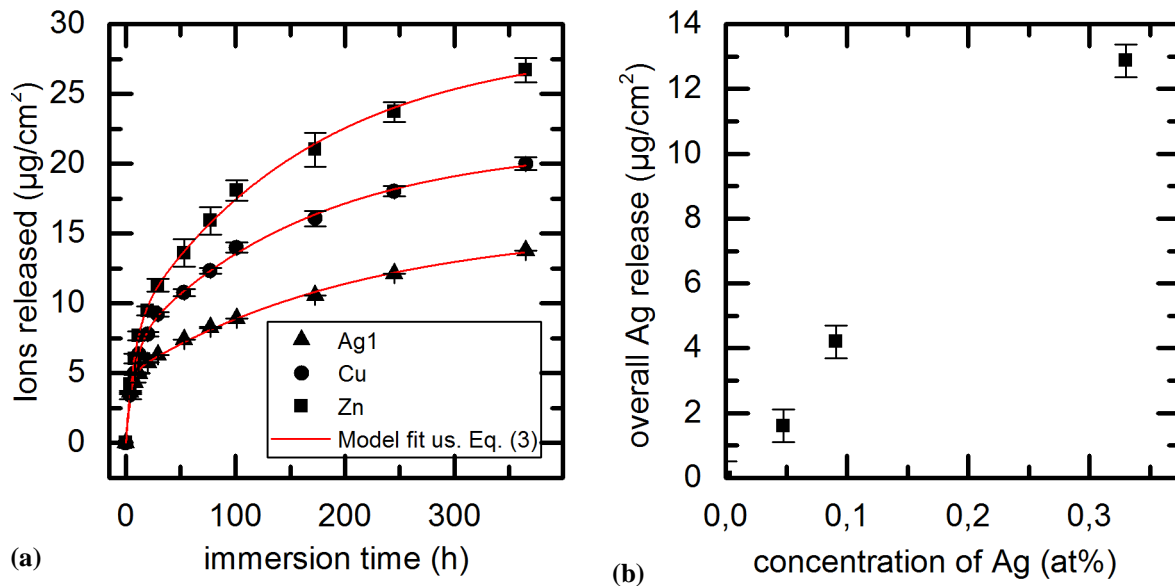 30
25
20
15
10
5
0
Ions released (µg/cm²)
Ag1
Cu
Zn
Model fit us. Eq. (3)
0 100 200 300
immersion time (h)
(a)
14
12
10
8
6
4
2
0
overall Ag release (µg/cm²)
0,0 0,1 0,2 0,3
concentration of Ag (at%)
(b)